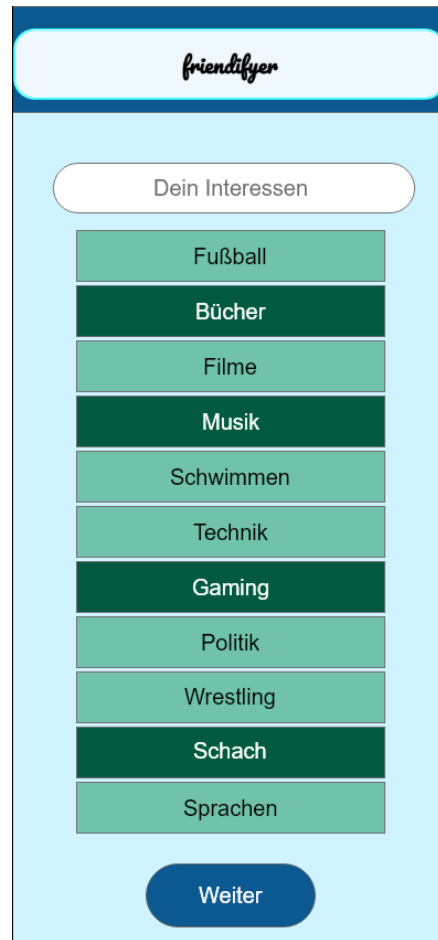 friendifyer
Dein Interessen
Fußball
Bücher
Filme
Musik
Schwimmen
Technik
Gaming
Politik
Wrestling
Schach
Sprachen
Weiter